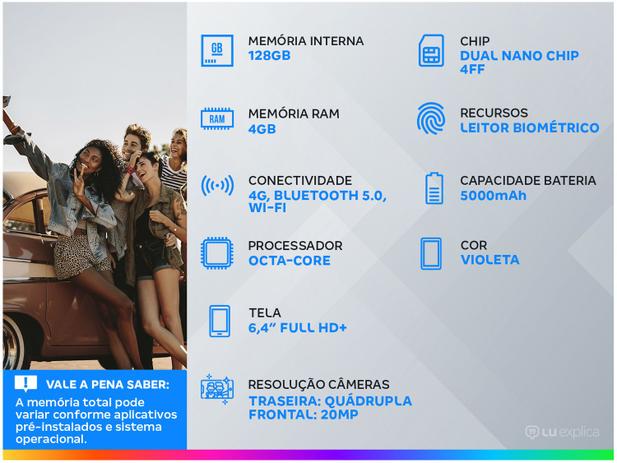 GB
MEMÓRIA INTERNA
128GB
RAM
MEMÓRIA RAM
4GB
CONECTIVIDADE
4G, BLUETOOTH 5.0,
WI-FI
PROCESSADOR
OCTA-CORE
TELA
6,4” FULL HD+
RESOLUÇÃO CÂMERAS
TRASEIRA: QUÁDRUPLA
FRONTAL: 20MP
CHIP
DUAL NANO CHIP
4FF
RECURSOS
LEITOR BIOMÉTRICO
CAPACIDADE BATERIA
5000mAh
COR
VIOLETA
VALE A PENA SABER:
A memória total pode
variar conforme aplicativos
pré-instalados e sistema
operacional.
LU explica